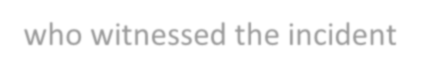 who witnessed the incident